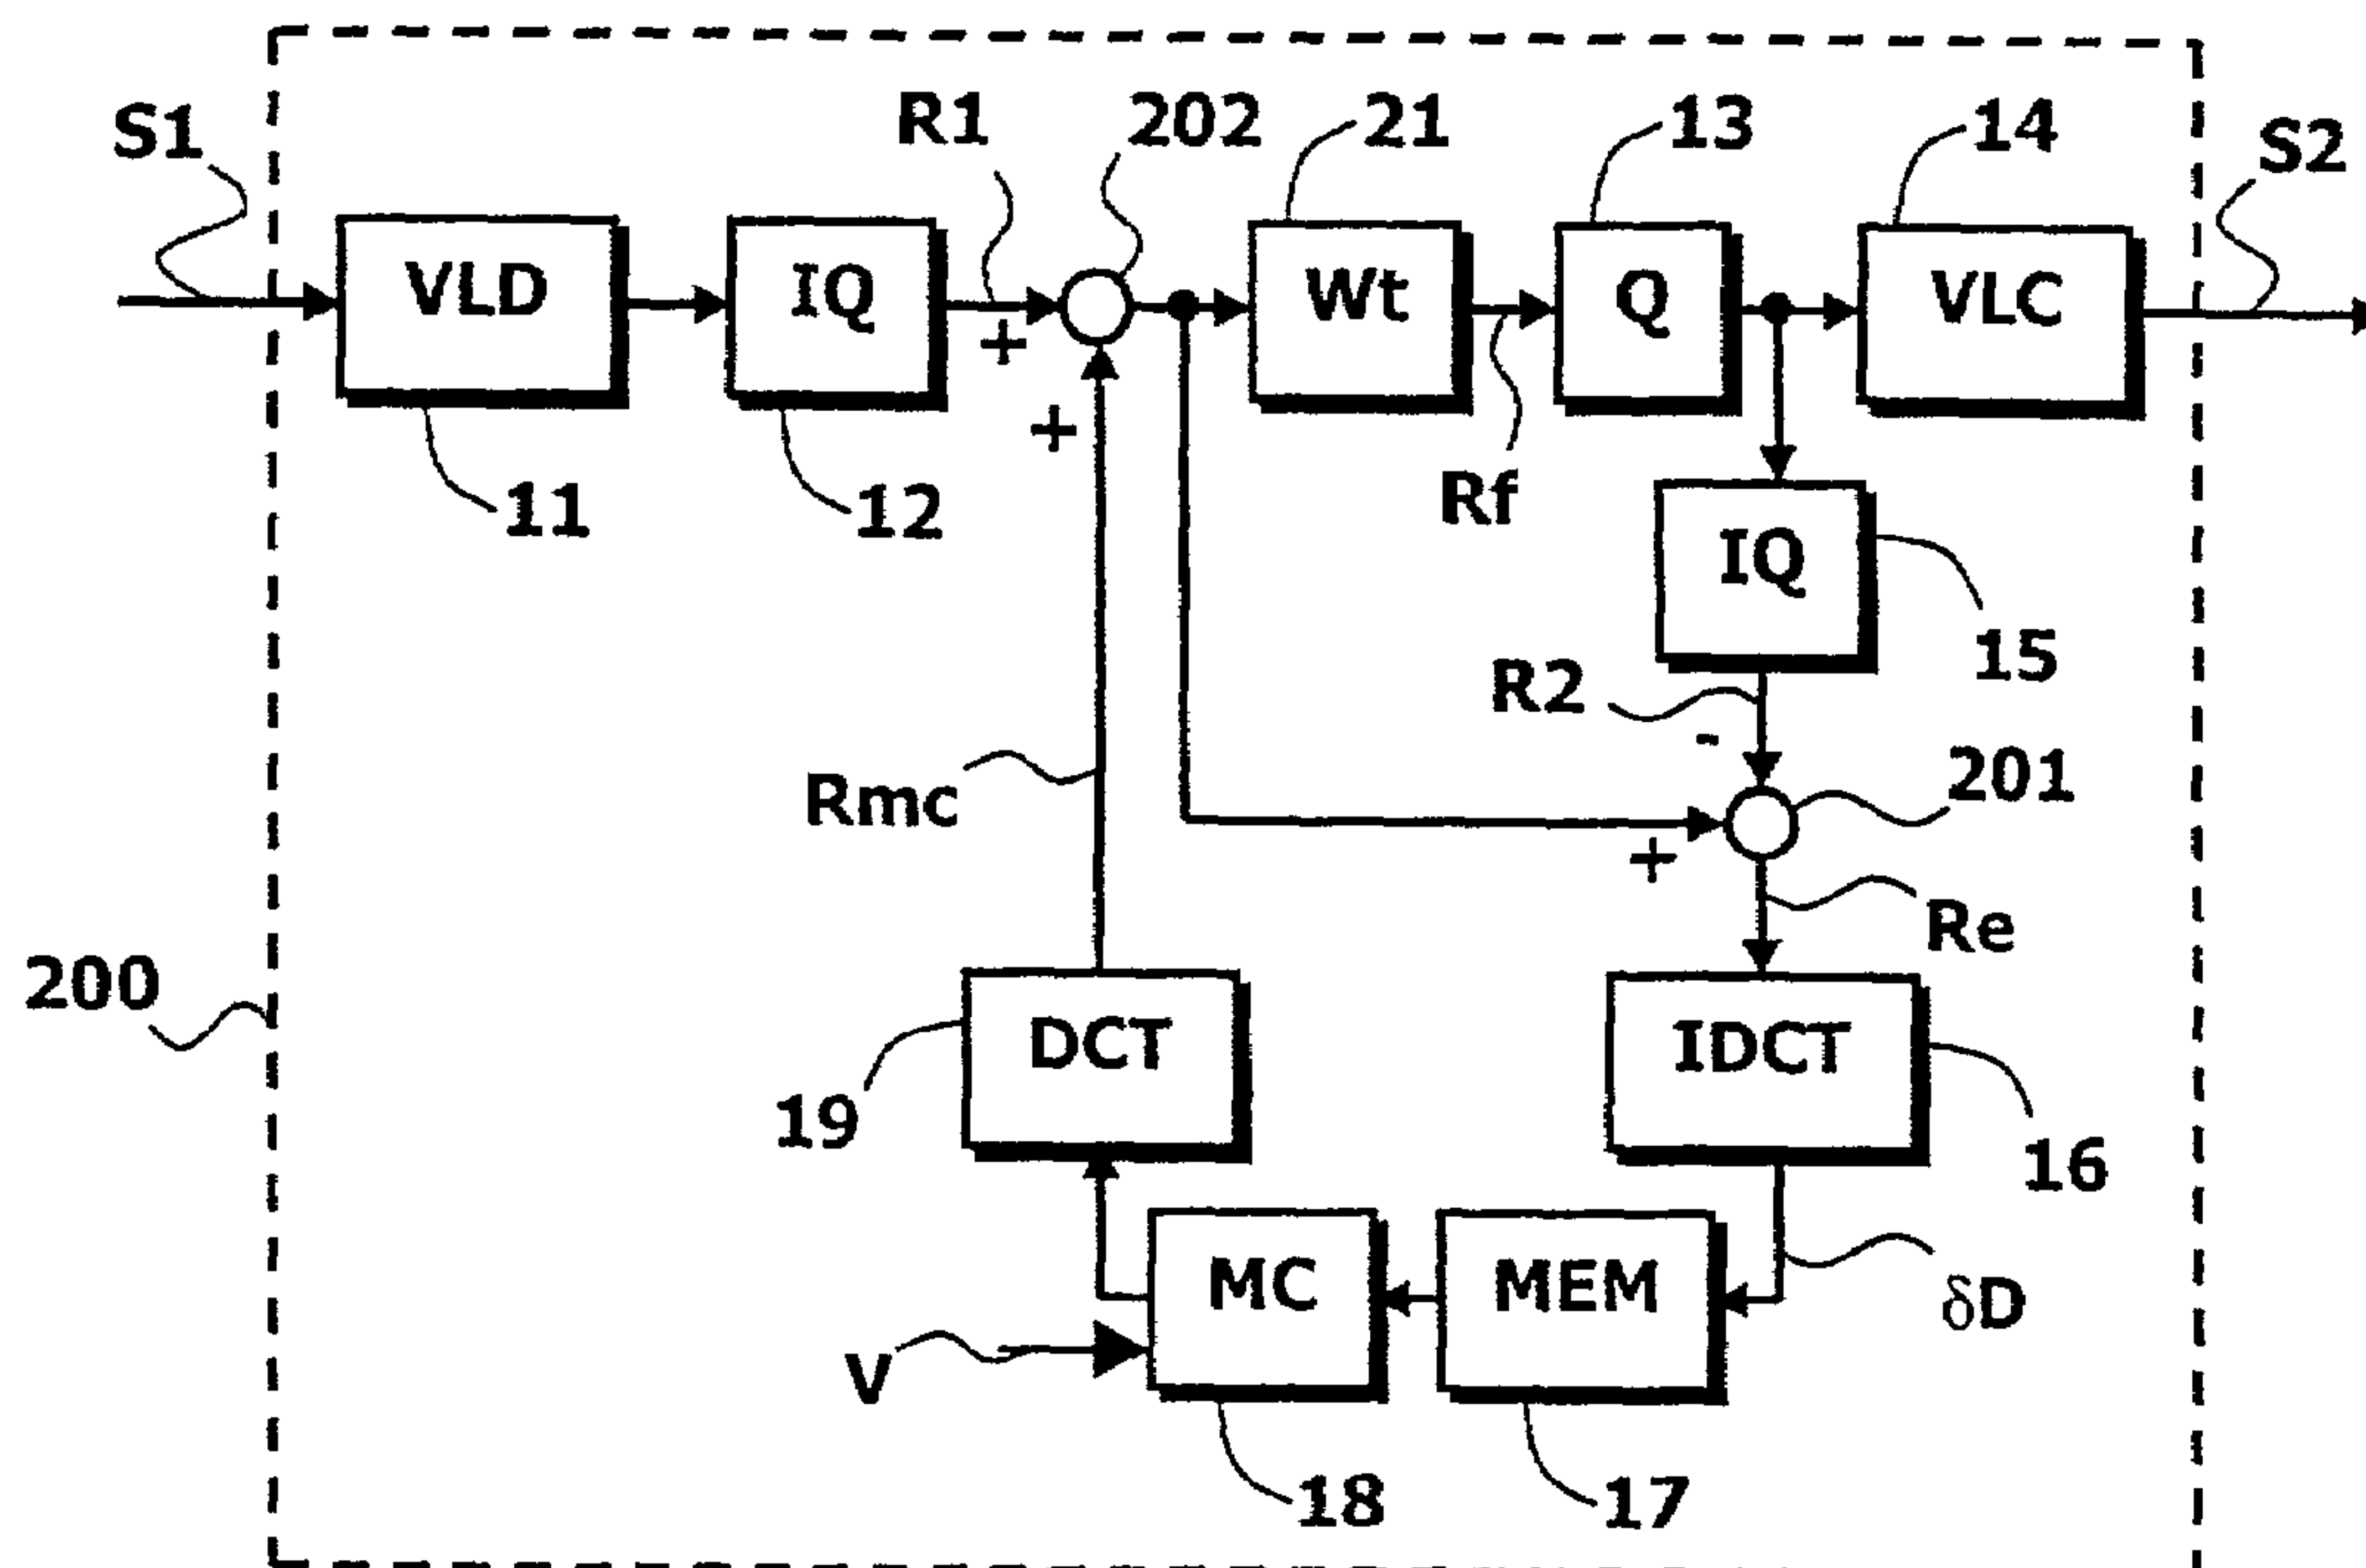 S1
R1
202
21
13
14
S2
VLD
IQ
Wt
Q
VLC
+
+
11
12
Rf
IQ
15
R2
-
Rmc
201
+
Re
200
DCT
IDCT
19
16
MC
MEM
δD
V
18
17